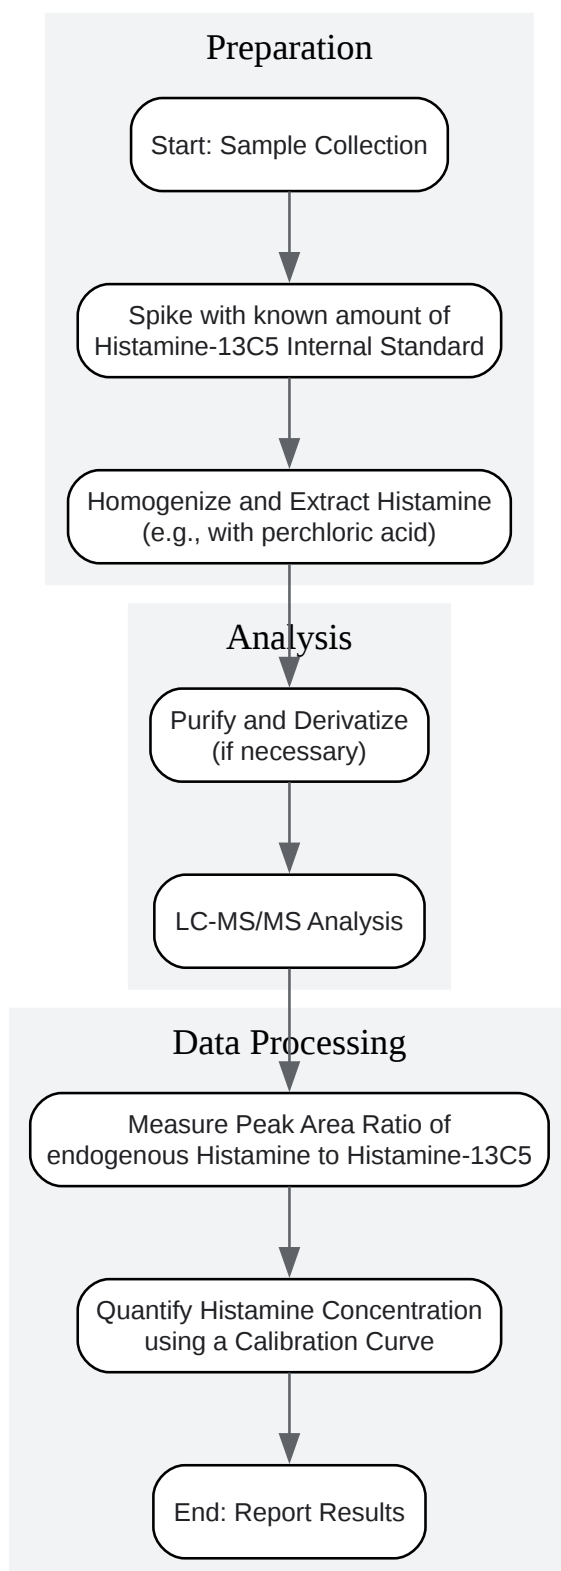 Preparation
Start: Sample Collection
Spike with known amount of
Histamine-13C5 Internal Standard
Homogenize and Extract Histamine
(e.g., with perchloric acid)
Analysis
Purify and Derivatize
(if necessary)
LC-MS/MS Analysis
Data Processing
Measure Peak Area Ratio of
endogenous Histamine to Histamine-13C5
Quantify Histamine Concentration
using a Calibration Curve
End: Report Results